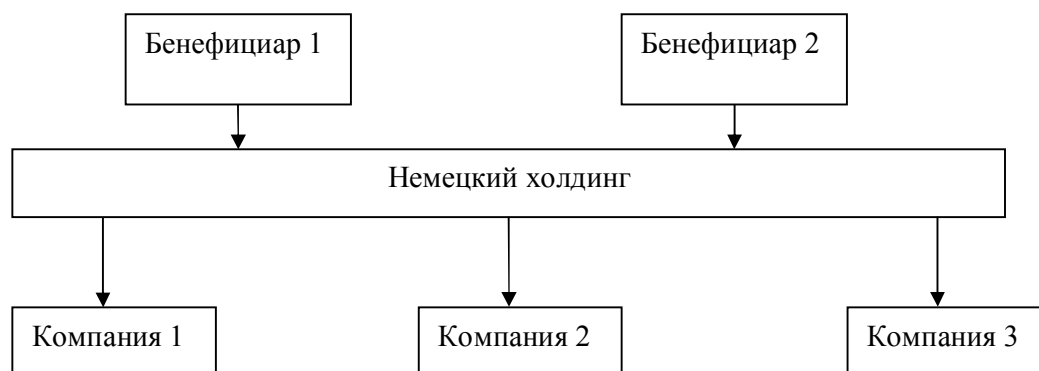 Бенефициар 1
Бенефициар 2
Немецкий холдинг
Компания 1
Компания 2
Компания 3